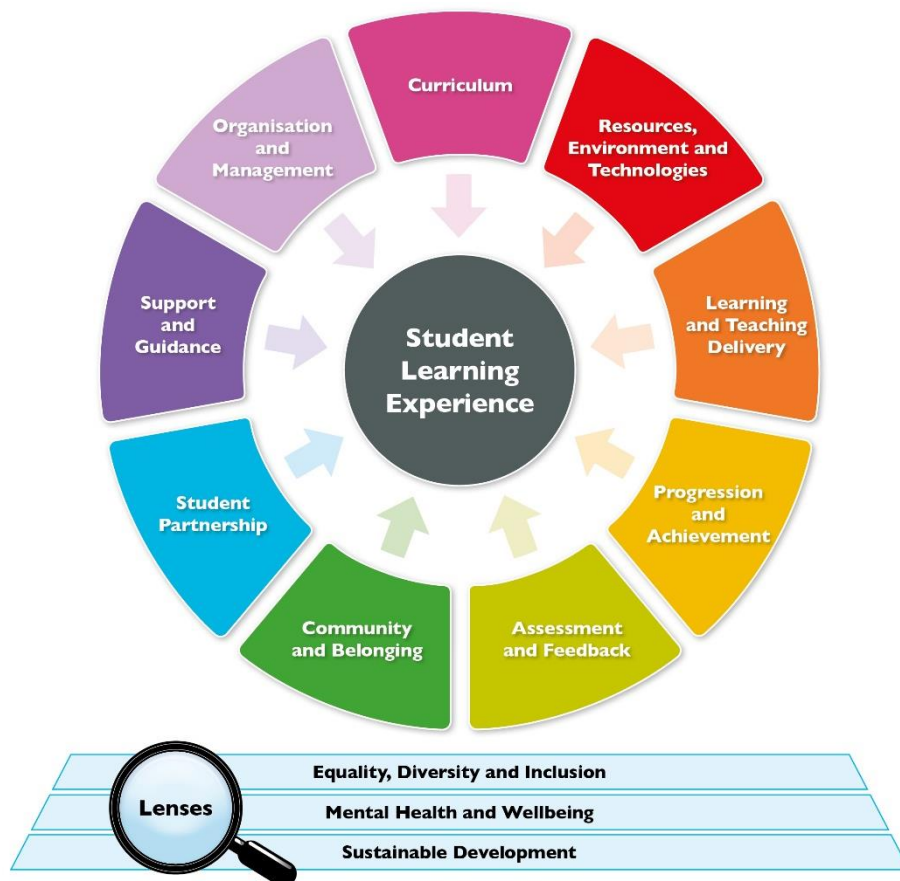 Curriculum
Resources,
Environment and
Technologies
Learning
and Teaching
Delivery
Progression
and
Achievement
Assessment
and Feedback
Community
and Belonging
Student
Partnership
Support
and
Guidance
Organisation
and
Management
Student
Learning
Experience
Lenses
Equality, Diversity and Inclusion
Mental Health and Wellbeing
Sustainable Development